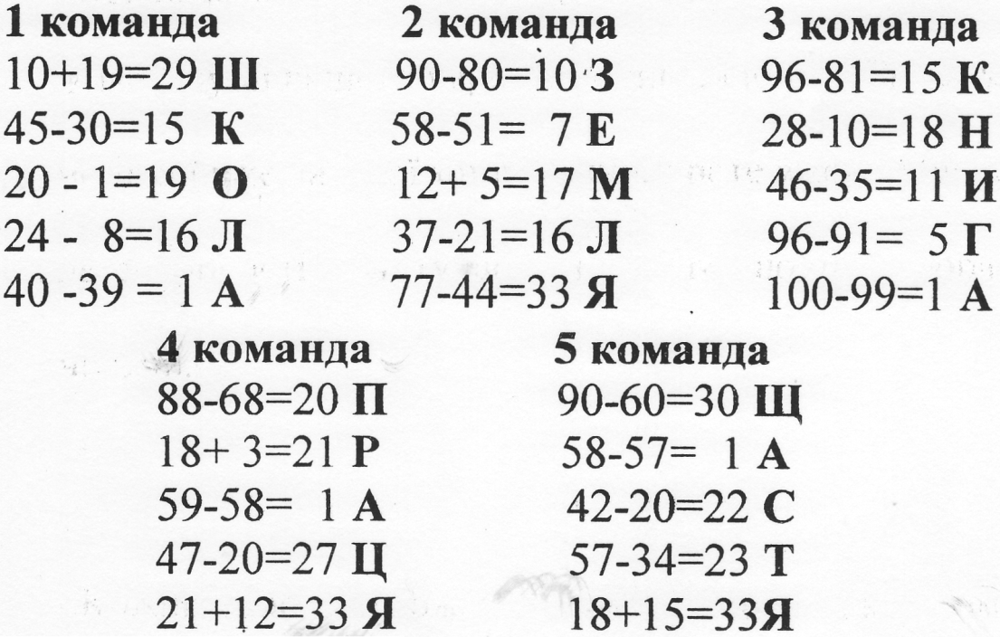 1 команда
10+19=29 Ш
45-30=15 К
20 - 1=19 О
24 - 8=16 Л
40 -39 = 1 А
2 команда
90-80=10 З
58-51= 7 Е
12+ 5=17 М
37-21=16 Л
77-44=33 Я
3 команда
96-81=15 К
28-10=18 Н
46-35=11 И
96-91= 5 Г
100-99=1 А
4 команда
88-68=20 П
18+ 3=21 Р
59-58= 1 А
47-20=27 Ц
21+12=33 Я
5 команда
90-60=30 Щ
58-57= 1 А
42-20=22 С
57-34=23 Т
18+15=33Я